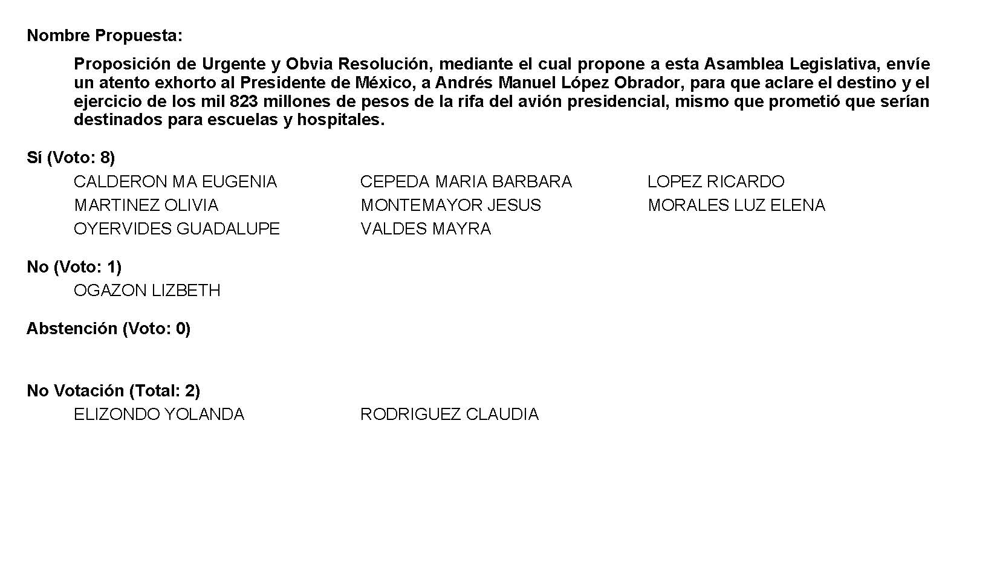 Nombre Propuesta:
Proposición de Urgente y Obvia Resolución, mediante el cual propone a esta Asamblea Legislativa, envíe
un atento exhorto al Presidente de México, a Andrés Manuel López Obrador, para que aclare el destino y el
ejercicio de los mil 823 millones de pesos de la rifa del avión presidencial, mismo que prometió que serían
destinados para escuelas y hospitales.
Sí (Voto: 8)
CALDERON MA EUGENIA CEPEDA MARIA BARBARA LOPEZ RICARDO
MARTINEZ OLIVIA MONTEMAYOR JESUS MORALES LUZ ELENA
OYERVIDES GUADALUPE VALDES MAYRA
No (Voto: 1)
OGAZON LIZBETH
Abstención (Voto: 0)
No Votación (Total: 2)
ELIZONDO YOLANDA RODRIGUEZ CLAUDIA